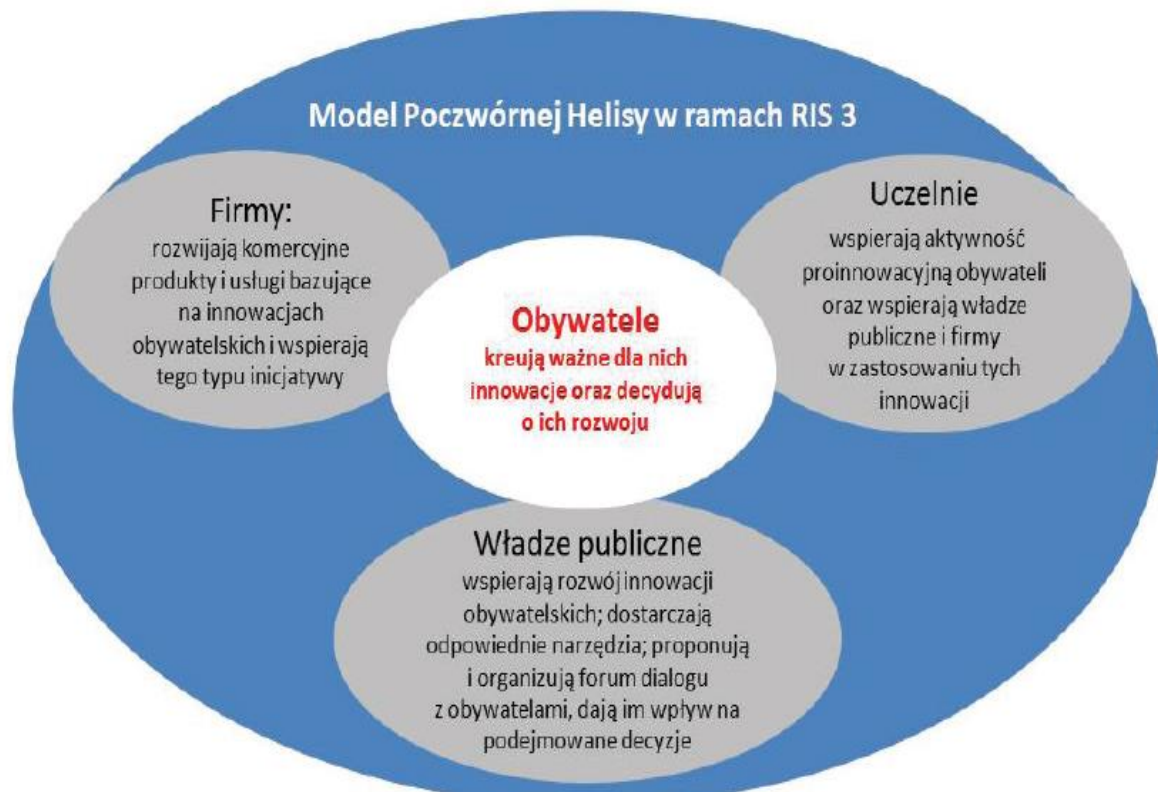 Model Poczwórnej Helisy w ramach RIS 3
Firmy:
rozwijają komercyjne
produkty i usługi bazujące
na innowacjach
obywatelskich i wspierają
tego typu inicjatywy
Uczelnie
wspierają aktywność
proinnowacyjną obywateli
oraz wspierają władze
publiczne i firmy
w zastosowaniu tych
innowacji
Obywatele
kreują ważne dla nich
innowacje oraz decydują
o ich rozwoju
Władze publiczne
wspierają rozwój innowacji
obywatelskich; dostarczają
odpowiednie narzędzia; proponują
i organizują forum dialogu
z obywatelami, dają im wpływ na
podejmowane decyzje